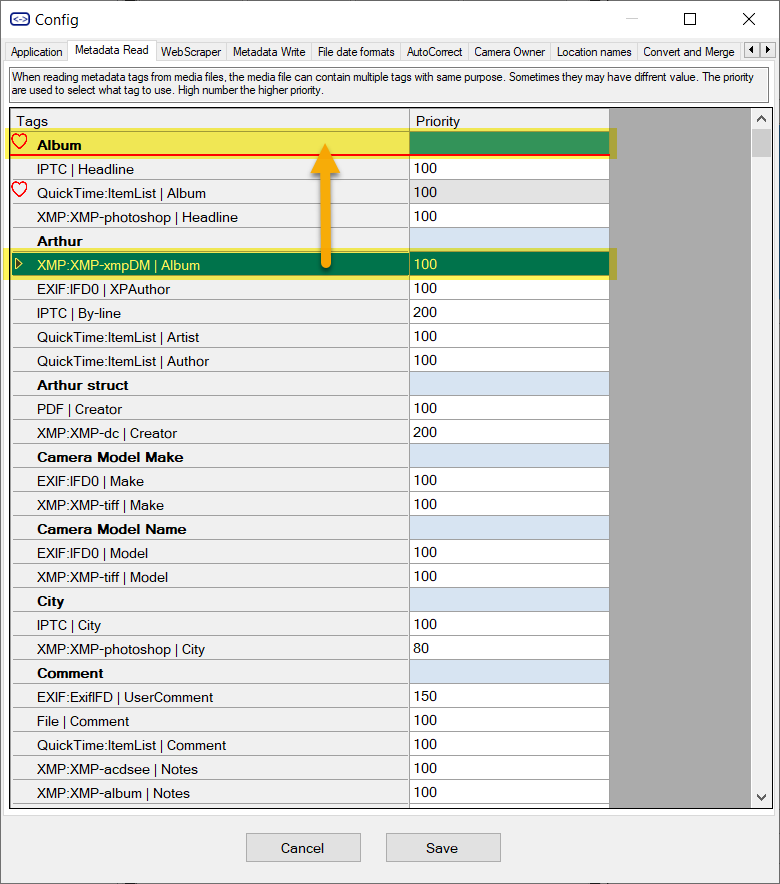 Config
Application Metadata Read WebScraper Metadata Write File date formats AutoCorrect Camera Owner Location names Convert and Merge
When reading metadata tags from media files, the media file can contain multiple tags with same purpose. Sometimes they may have diffrent value. The priority
are used to select what tag to use. High number the higher priority.
Tags Priority
Album
IPTC | Headline 100
QuickTime:ItemList | Album 100
XMP:XMP-photoshop | Headline 100
Arthur
XMP:XMP-xmpDM | Album 100
EXIF:IFD0 | XPAuthor 100
IPTC | By-line 200
QuickTime:ItemList | Artist 100
QuickTime:ItemList | Author 100
Arthur struct
PDF | Creator 100
XMP:XMP-dc | Creator 200
Camera Model Make
EXIF:IFD0 | Make 100
XMP:XMP-tiff | Make 100
Camera Model Name
EXIF:IFD0 | Model 100
XMP:XMP-tiff | Model 100
City
IPTC | City 100
XMP:XMP-photoshop | City 80
Comment
EXIF:ExifIFD | UserComment 150
File | Comment 100
QuickTime:ItemList | Comment 100
XMP:XMP-acdsee | Notes 100
XMP:XMP-album | Notes 100
Cancel Save